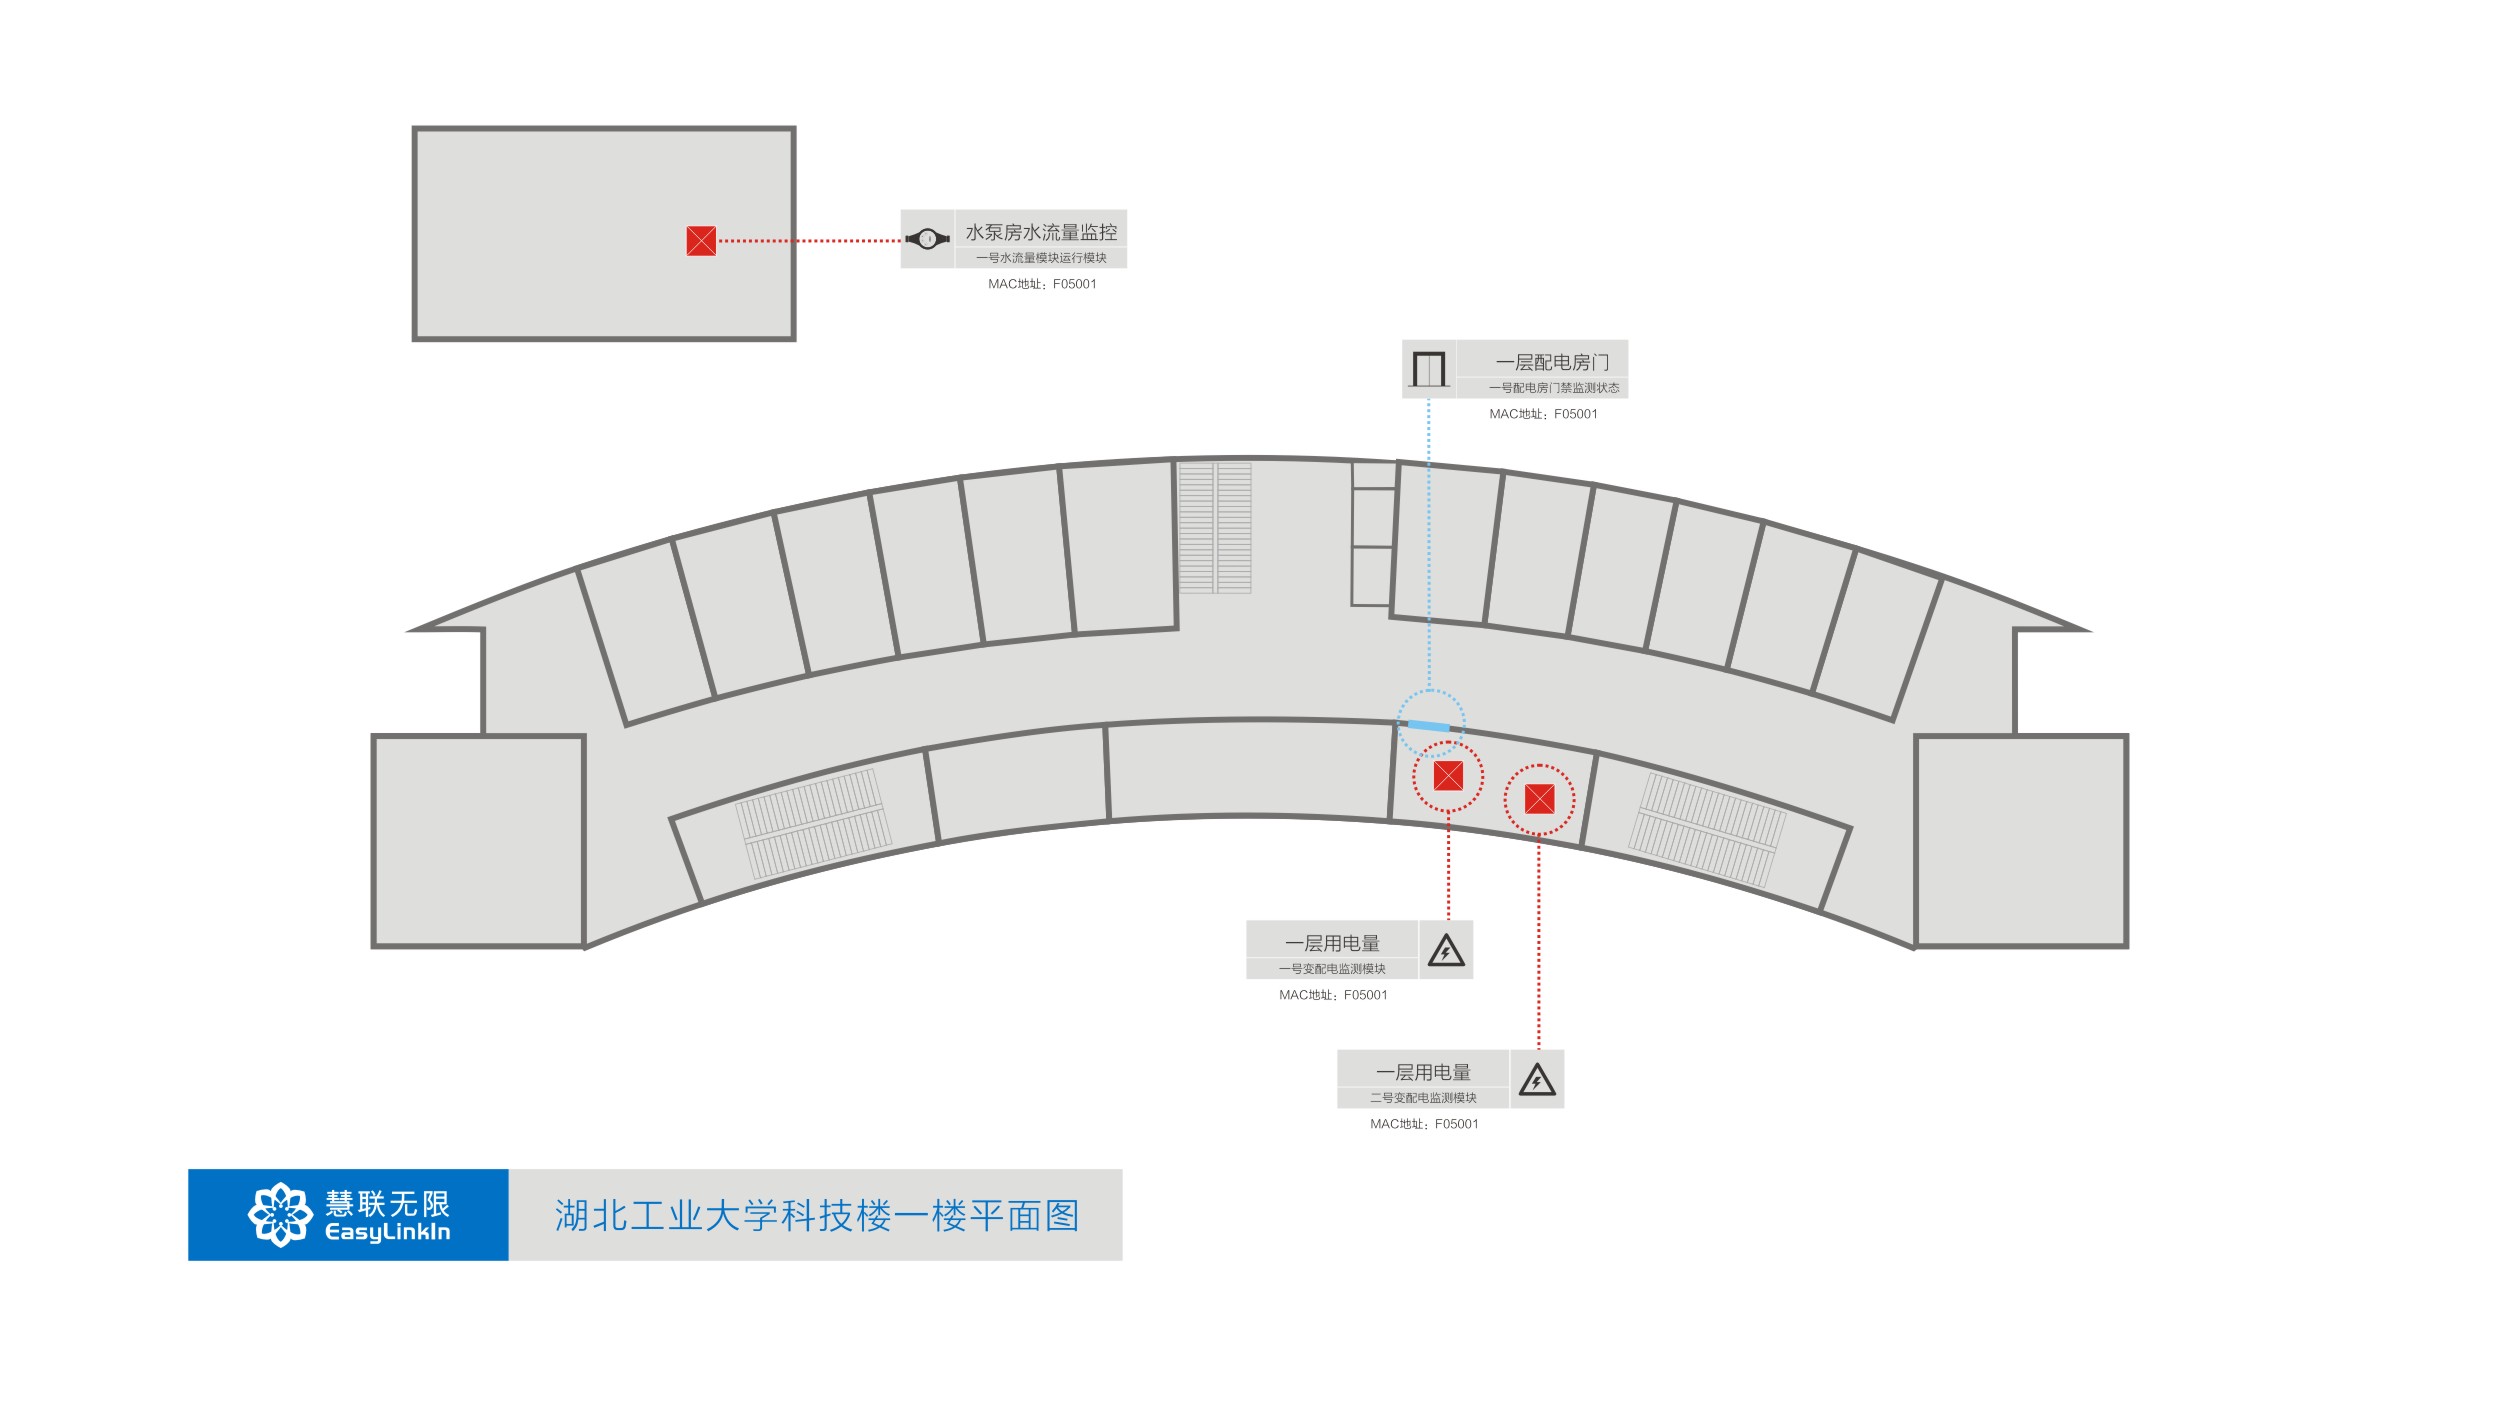 水泵房水流量监控
一号水流量模块运行模块
MAC地址：F05001
一层配电房门
一号配电房门禁监测状态
MAC地址：F05001
一层用电量
一号变配电监测模块
MAC地址：F05001
一层用电量
二号变配电监测模块
MAC地址：F05001
慧联无限
EasyLinkIn
湖北工业大学科技楼一楼平面图